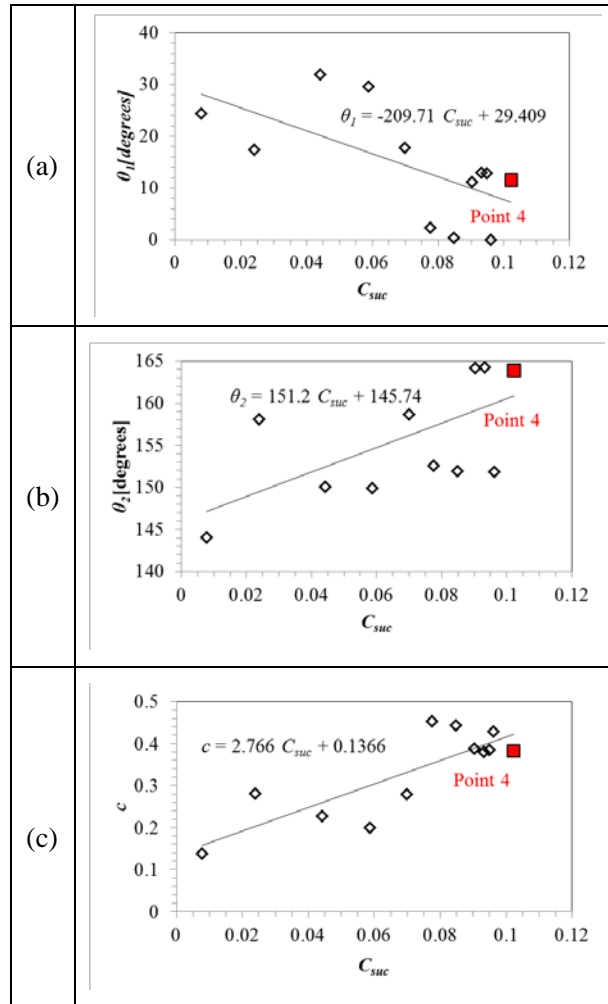 (a)
40
30
20
10
0
θ1[degrees]
θ1 = -209.71 Csuc + 29.409
Point 4
0 0.02 0.04 0.06 0.08 0.1 0.12
Csuc
(b)
165
160
155
150
145
140
θ2[degrees]
θ2 = 151.2 Csuc + 145.74
Point 4
0 0.02 0.04 0.06 0.08 0.1 0.12
Csuc
(c)
0.5
0.4
0.3
0.2
0.1
0
c
c = 2.766 Csuc + 0.1366
Point 4
0 0.02 0.04 0.06 0.08 0.1 0.12
Csuc